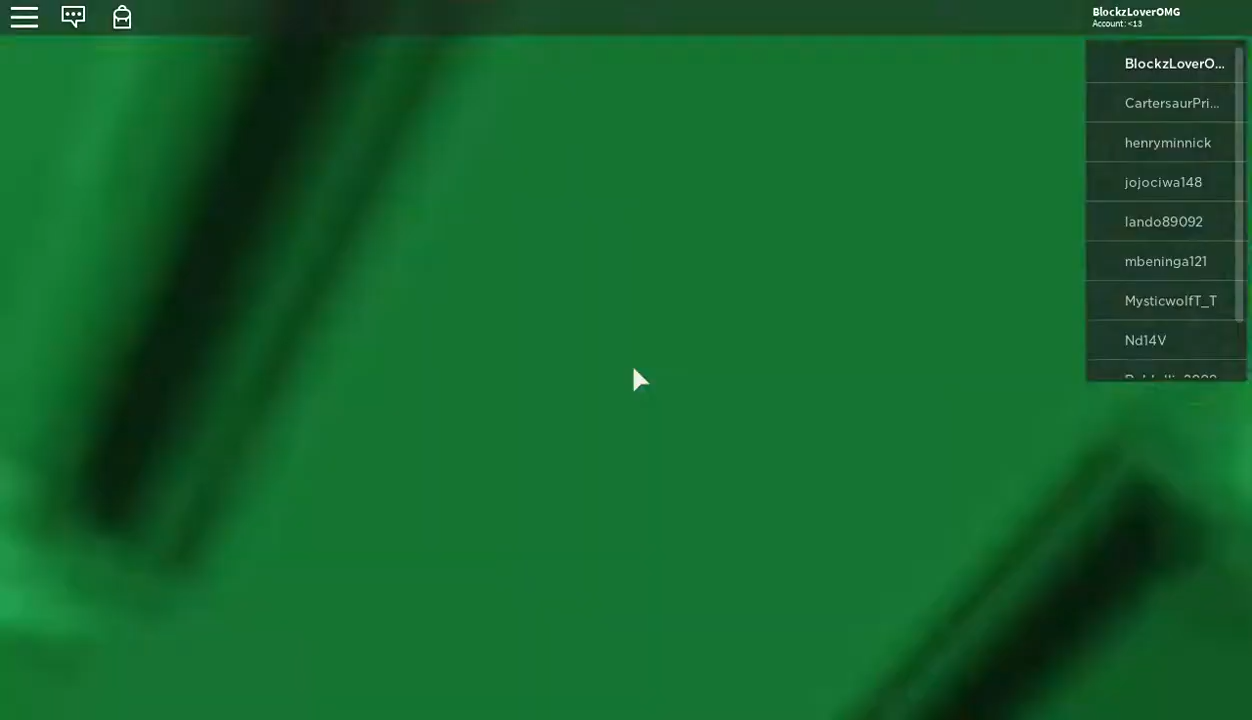 BlockzLoverOMG
Account: <13
BlockzLoverO...
CartersaurPri...
henryminnick
jojociwa148
lando89092
mbeninga121
MysticwolfT_T
Nd14V